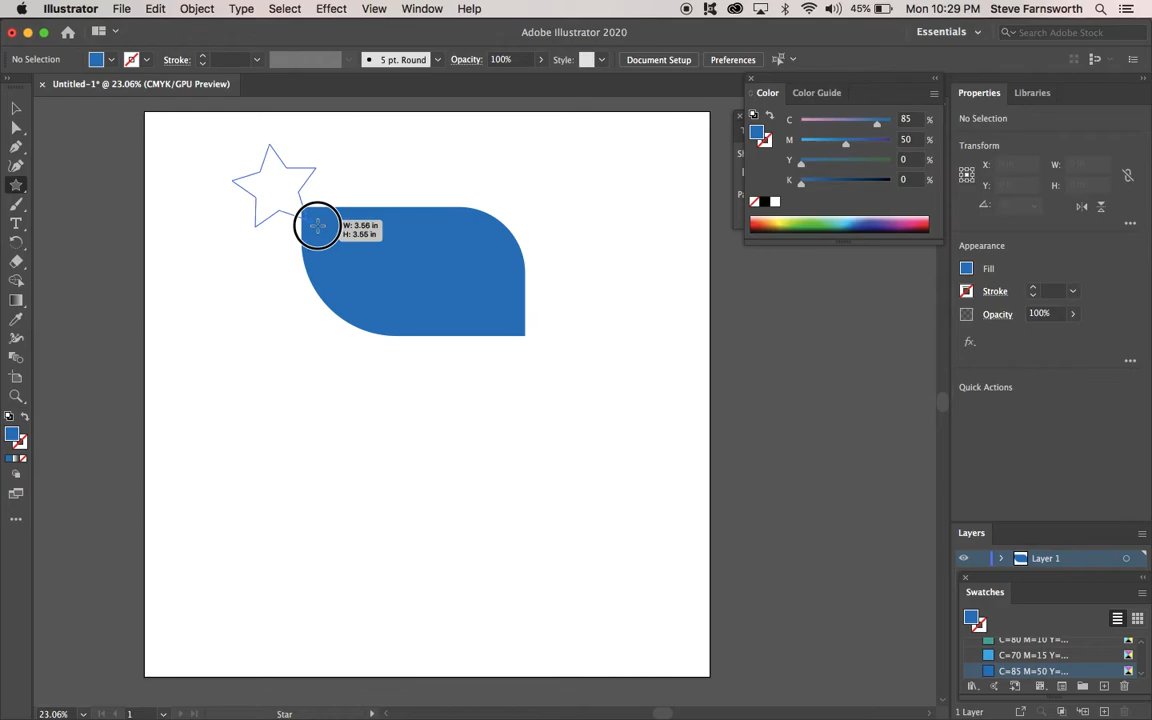 Illustrator File Edit Object Type Select Effect View Window Help
45% Mon 10:29 PM Steve Farnsworth
Adobe Illustrator 2020
Essentials
Search Adobe Stock
No Selection
Stroke:
5 pt. Round
Opacity: 100%
Style:
Document Setup
Preferences
× Untitled-1* @ 23.06% (CMYK/GPU Preview)
Color Color Guide
C 85 %
M 50 %
Y 0 %
K 0 %
W: 3.56 in
H: 3.55 in
Properties Libraries
No Selection
Transform
X: W:
Y: H:
Appearance
Fill
Stroke
Opacity 100%
fx.
Quick Actions
Layers
Layer 1
Swatches
C=80 M=10 Y=...
C=70 M=15 Y=...
C=85 M=50 Y=...
1 Layer
23.06% 1 Star